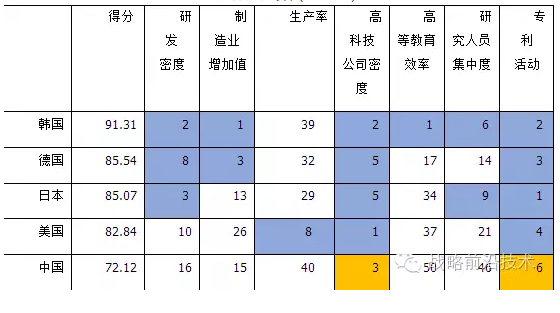 得分 研发密度 制造业增加值 生产率 高科技公司密度 高等教育效率 研究人员集中度 专利活动
韩国 91.31 2 1 39 2 1 6 2
德国 85.54 8 3 32 5 17 14 3
日本 85.07 3 13 29 5 34 9 1
美国 82.84 10 26 8 1 37 21 4
中国 72.12 16 15 40 3 50 46 6
战略前沿技术